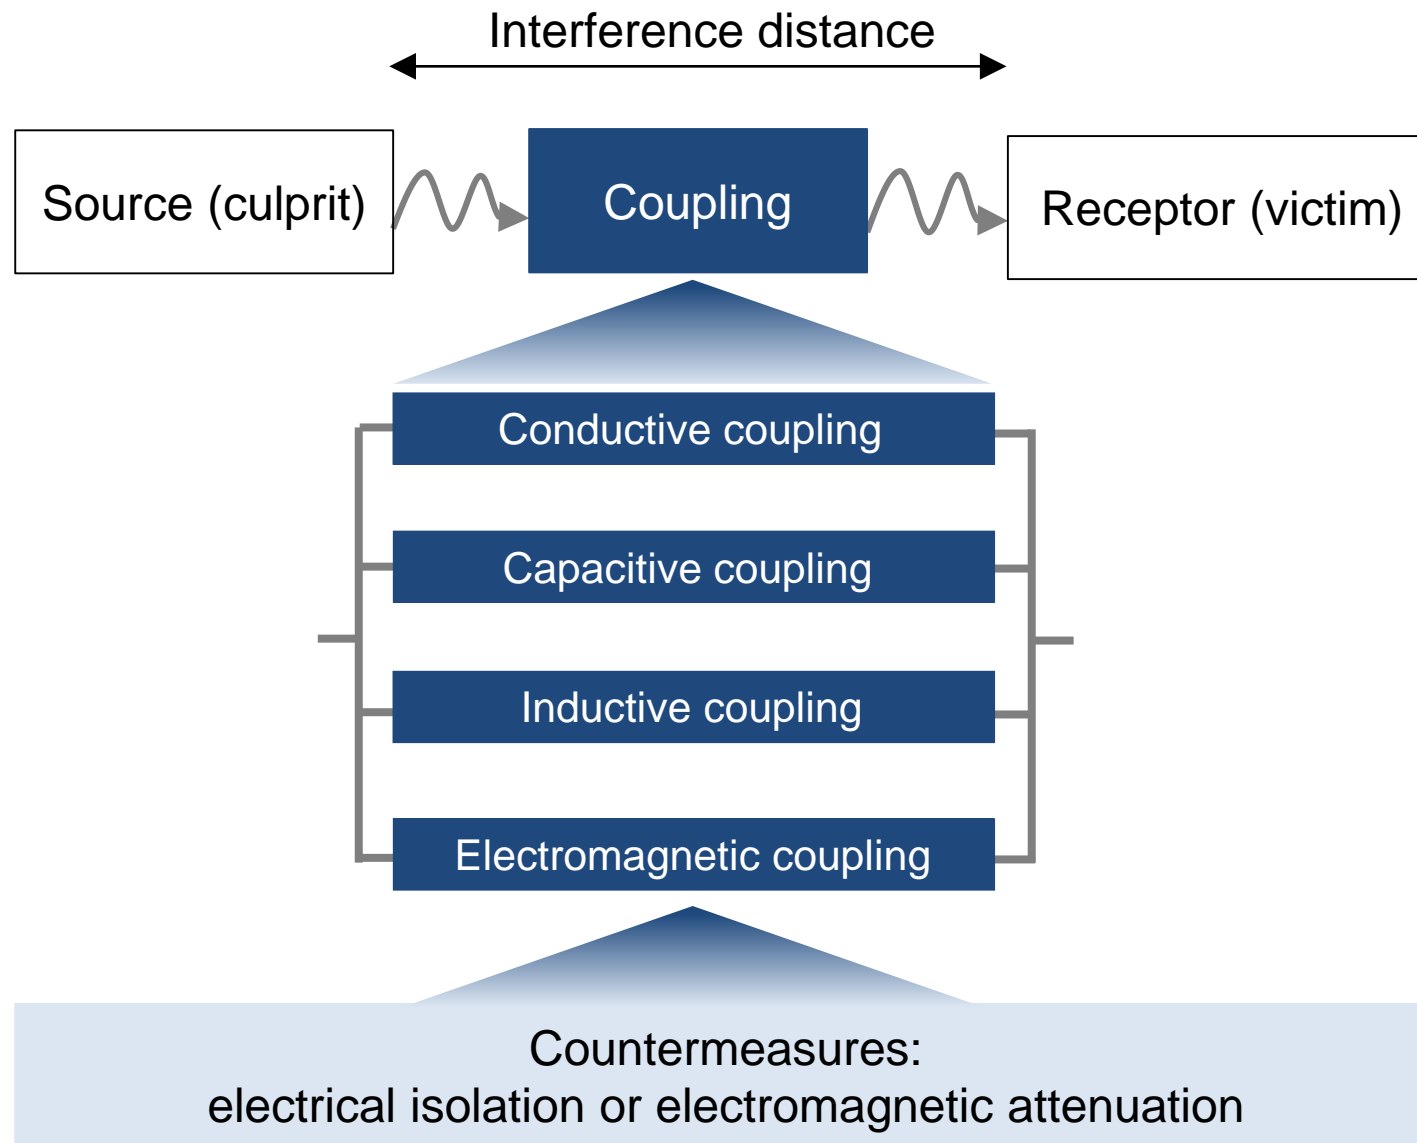 Interference distance
Source (culprit)
Coupling
Receptor (victim)
Conductive coupling
Capacitive coupling
Inductive coupling
Electromagnetic coupling
Countermeasures:
electrical isolation or electromagnetic attenuation